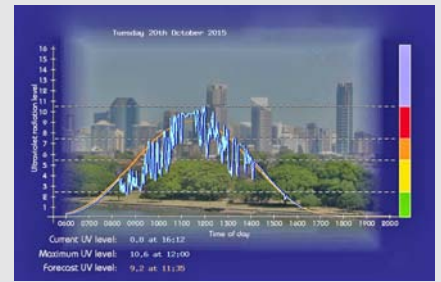 Tuesday 20th October 2015
Ultraviolet radiation level
16
15
14
13
12
11
10
9
8
7
6
5
4
3
2
1
0600 0700 0800 0900 1000 1100 1200 1300 1400 1500 1600 1700 1800 1900 2000
Time of day
Current UV level: 0.0 at 16:12
Maximum UV level: 10.6 at 12:00
Forecast UV level: 9.2 at 11:35